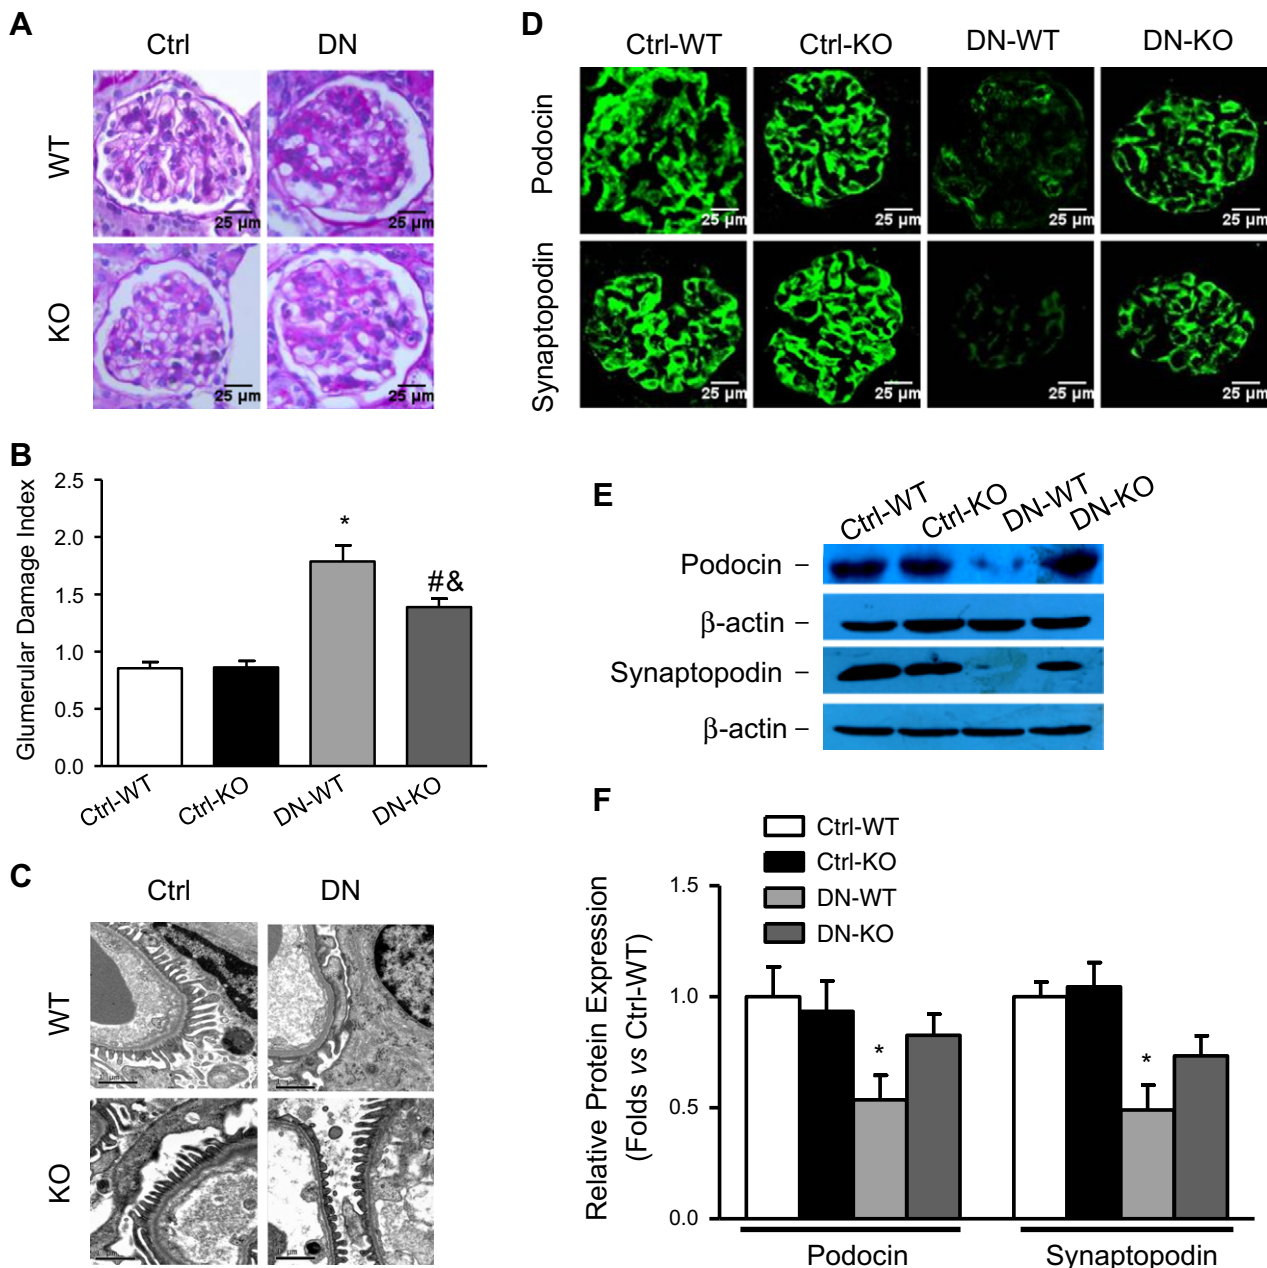 A
Ctrl
DN
WT
25 µm
25 µm
KO
25 µm
25 µm
B
Glumerular Damage Index
2.5
2.0
1.5
1.0
0.5
0.0
*
#&
Ctrl-WT
Ctrl-KO
DN-WT
DN-KO
C
Ctrl
DN
WT
KO
D
Ctrl-WT
Ctrl-KO
DN-WT
DN-KO
Podocin
25 µm
25 µm
25 µm
25 µm
Synaptopodin
25 µm
25 µm
25 µm
25 µm
E
Ctrl-WT
Ctrl-KO
DN-WT
DN-KO
Podocin –
β-actin –
Synaptopodin –
β-actin –
F
Ctrl-WT
Ctrl-KO
DN-WT
DN-KO
Relative Protein Expression
(Folds vs Ctrl-WT)
1.5
1.0
0.5
0.0
*
*
Podocin
Synaptopodin